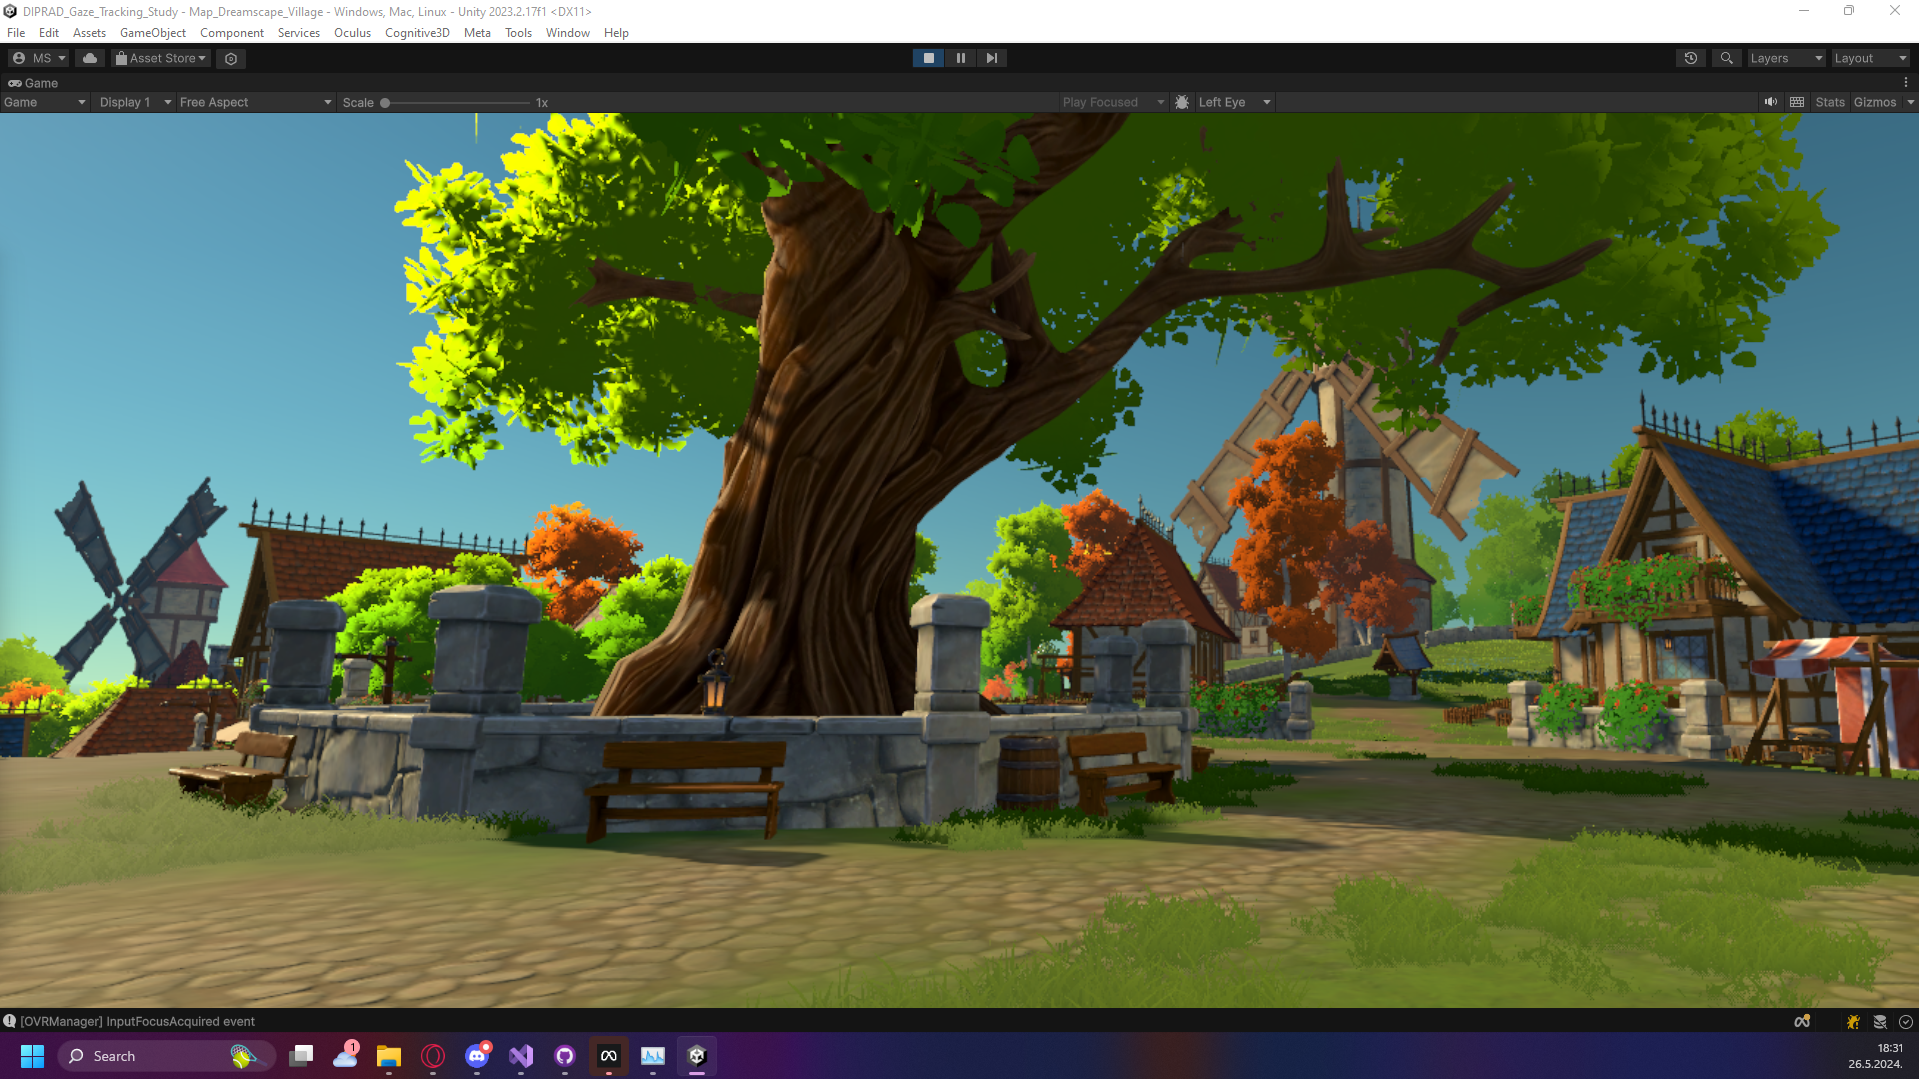 DIPRAD_Gaze_Tracking_Study - Map_Dreamscape_Village - Windows, Mac, Linux - Unity 2023.2.17f1 <DX11>
File Edit Assets GameObject Component Services Oculus Cognitive3D Meta Tools Window Help
MS Asset Store Layers Layout
Game
Game Display 1 Free Aspect Scale 1x Play Focused Left Eye Stats Gizmos
[OVRManager] InputFocusAcquired event
Search 1
18:31
26.5.2024.